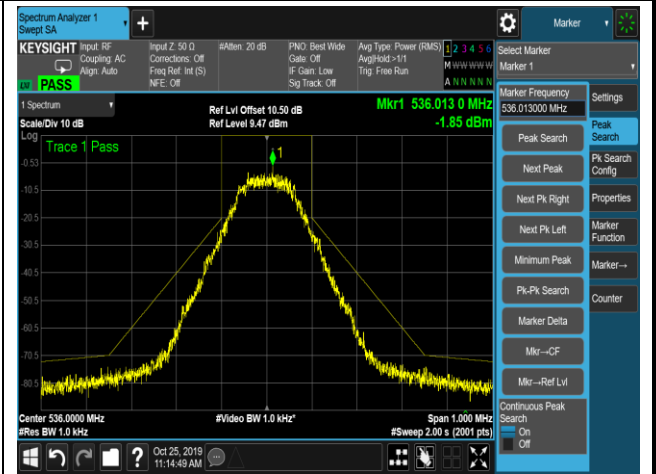 Spectrum Analyzer 1
Swept SA
+
Marker
KEYSIGHT
Input: RF
Coupling: AC
Align: Auto
Input Z: 50 Ω
Corrections: Off
Freq Ref: Int (S)
NFE: Off
#Atten: 20 dB
PNO: Best Wide
Gate: Off
IF Gain: Low
Sig Track: Off
Avg Type: Power (RMS)
Avg|Hold:>1/1
Trig: Free Run
1 2 3 4 5 6
M W W W W W
A N N N N N
PASS
Select Marker
Marker 1
1 Spectrum
Scale/Div 10 dB
Ref Lvl Offset 10.50 dB
Ref Level 9.47 dBm
Mkr1 536.013 0 MHz
-1.85 dBm
Log
Trace 1 Pass
1
-0.53
-10.5
-20.5
-30.5
-40.5
-50.5
-60.5
-70.5
-80.5
Center 536.0000 MHz
#Res BW 1.0 kHz
#Video BW 1.0 kHz*
Span 1.000 MHz
#Sweep 2.00 s (2001 pts)
Marker Frequency
536.013000 MHz
Peak Search
Next Peak
Next Pk Right
Next Pk Left
Minimum Peak
Pk-Pk Search
Marker Delta
Mkr→CF
Mkr→Ref Lvl
Continuous Peak
Search
On
Off
Settings
Peak
Search
Pk Search
Config
Properties
Marker
Function
Marker→
Counter
?
Oct 25, 2019
11:14:49 AM